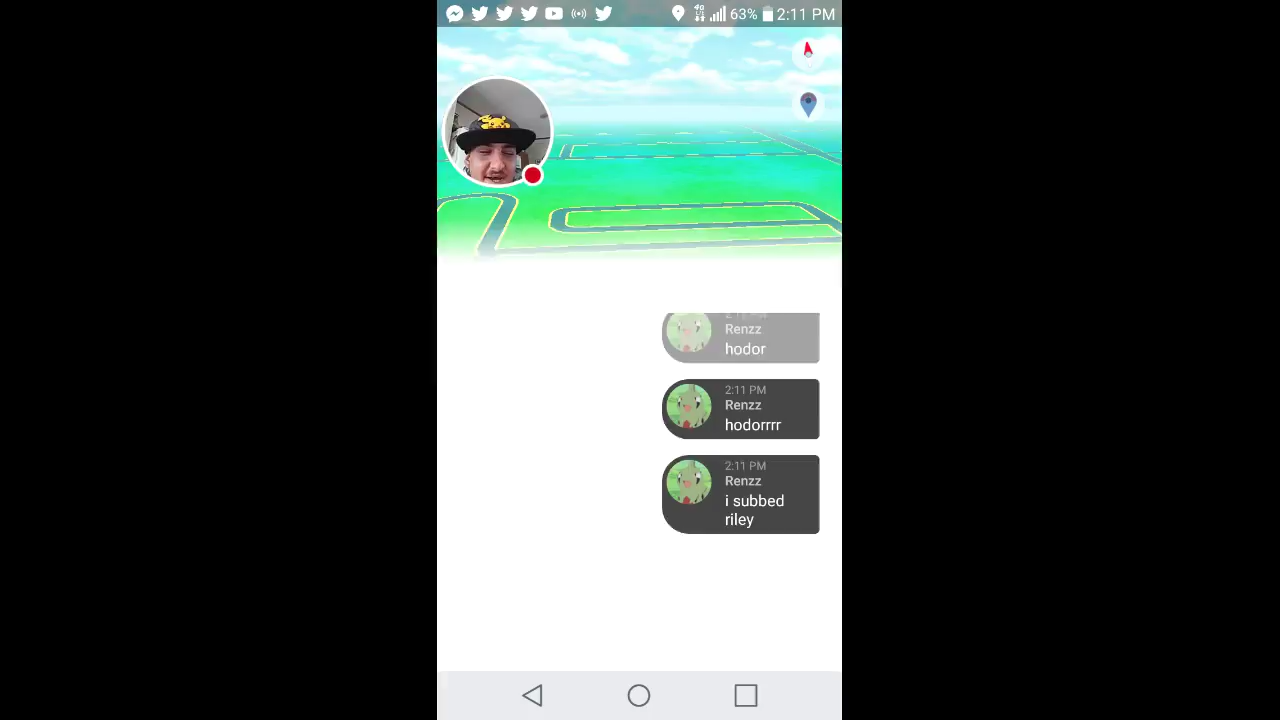 63% 2:11 PM
Renzz
hodor
2:11 PM
Renzz
hodorrrr
2:11 PM
Renzz
i subbed
riley